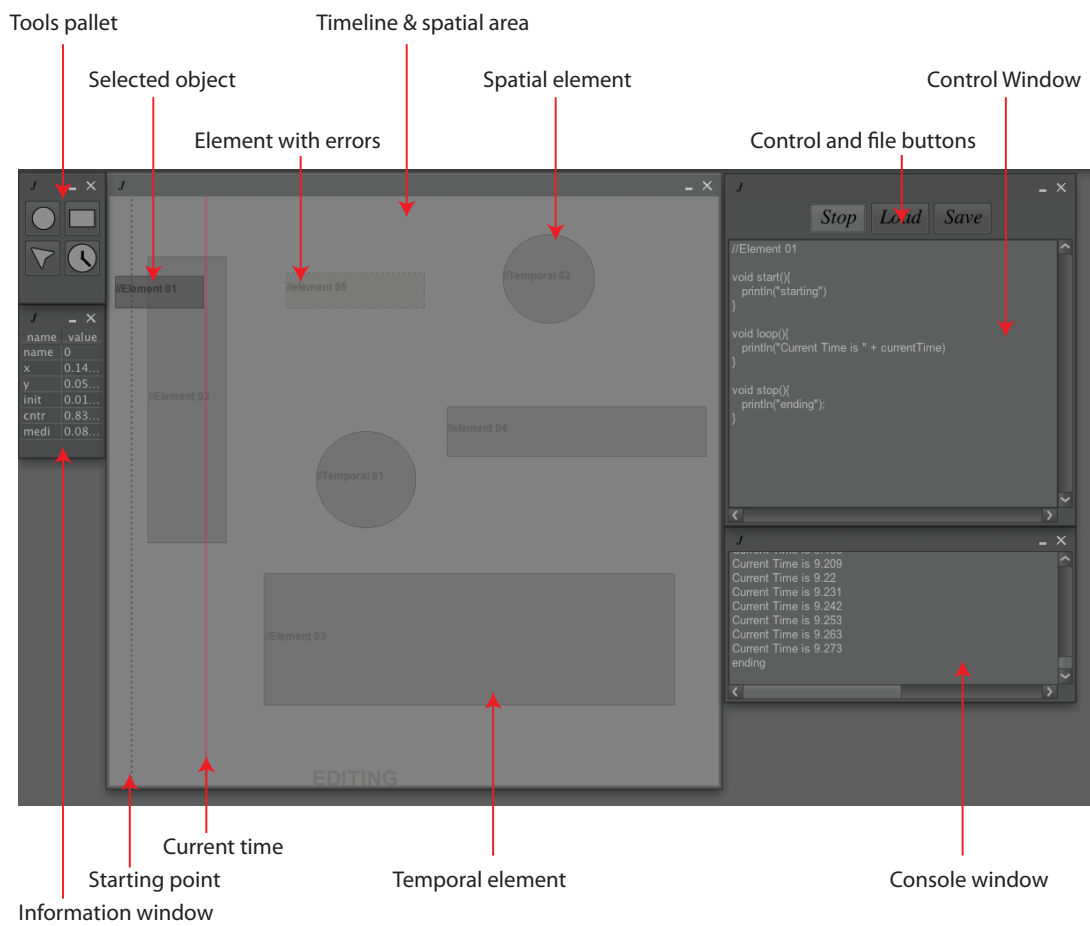 Tools pallet
Timeline & spatial area
Selected object
Spatial element
Control Window
Element with errors
Control and file buttons
J
J
J
Stop Load Save
//Element 01
//element 05
//Temporal 02
//Element 02
//element 04
//Temporal 01
//Element 03
EDITING
J
name value
name 0
x 0.14...
y 0.05...
init 0.01...
cntr 0.83...
medi 0.08...
//Element 01
void start(){
println("starting")
}
void loop(){
println("Current Time is " + currentTime)
}
void stop(){
println("ending");
}
J
Current Time is 9.209
Current Time is 9.22
Current Time is 9.231
Current Time is 9.242
Current Time is 9.253
Current Time is 9.263
Current Time is 9.273
ending
Current time
Starting point
Temporal element
Console window
Information window